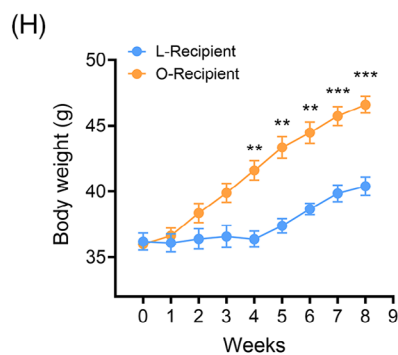 (H)
L-Recipient
O-Recipient
Body weight (g)
50
45
40
35
** ** ** *** ***
0 1 2 3 4 5 6 7 8 9
Weeks